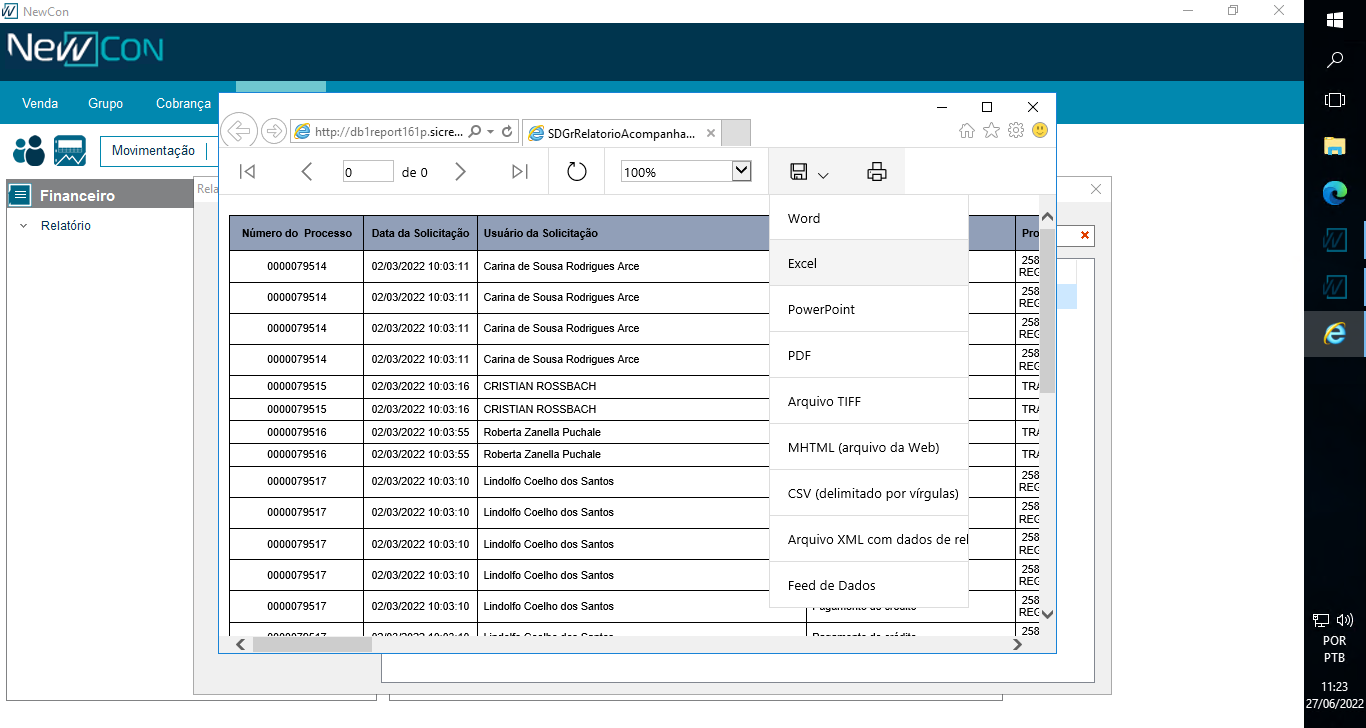 NewCon
NewCon
Venda Grupo Cobrança
Movimentação
Financeiro
Relatório
Rela
http://db1report161p.sicre...
SDGrRelatorioAcompanha...
0 de 0
100%
Word
Excel
PowerPoint
PDF
Arquivo TIFF
MHTML (arquivo da Web)
CSV (delimitado por vírgulas)
Arquivo XML com dados de rel
Feed de Dados
Número do Processo Data da Solicitação Usuário da Solicitação Pro
0000079514 02/03/2022 10:03:11 Carina de Sousa Rodrigues Arce 258
REG
0000079514 02/03/2022 10:03:11 Carina de Sousa Rodrigues Arce 258
REG
0000079514 02/03/2022 10:03:11 Carina de Sousa Rodrigues Arce 258
REG
0000079514 02/03/2022 10:03:11 Carina de Sousa Rodrigues Arce 258
REG
0000079515 02/03/2022 10:03:16 CRISTIAN ROSSBACH TRA
0000079515 02/03/2022 10:03:16 CRISTIAN ROSSBACH TRA
0000079516 02/03/2022 10:03:55 Roberta Zanella Puchale TRA
0000079516 02/03/2022 10:03:55 Roberta Zanella Puchale TRA
0000079517 02/03/2022 10:03:10 Lindolfo Coelho dos Santos 258
REG
0000079517 02/03/2022 10:03:10 Lindolfo Coelho dos Santos 258
REG
0000079517 02/03/2022 10:03:10 Lindolfo Coelho dos Santos 258
REG
0000079517 02/03/2022 10:03:10 Lindolfo Coelho dos Santos 258
REG
0000079517 02/03/2022 10:03:10 Lindolfo Coelho dos Santos Pagamento de crédito 258
REG
0000079517 02/03/2022 10:03:10 Lindolfo Coelho dos Santos Pagamento de crédito 258
POR
PTB
11:23
27/06/2022